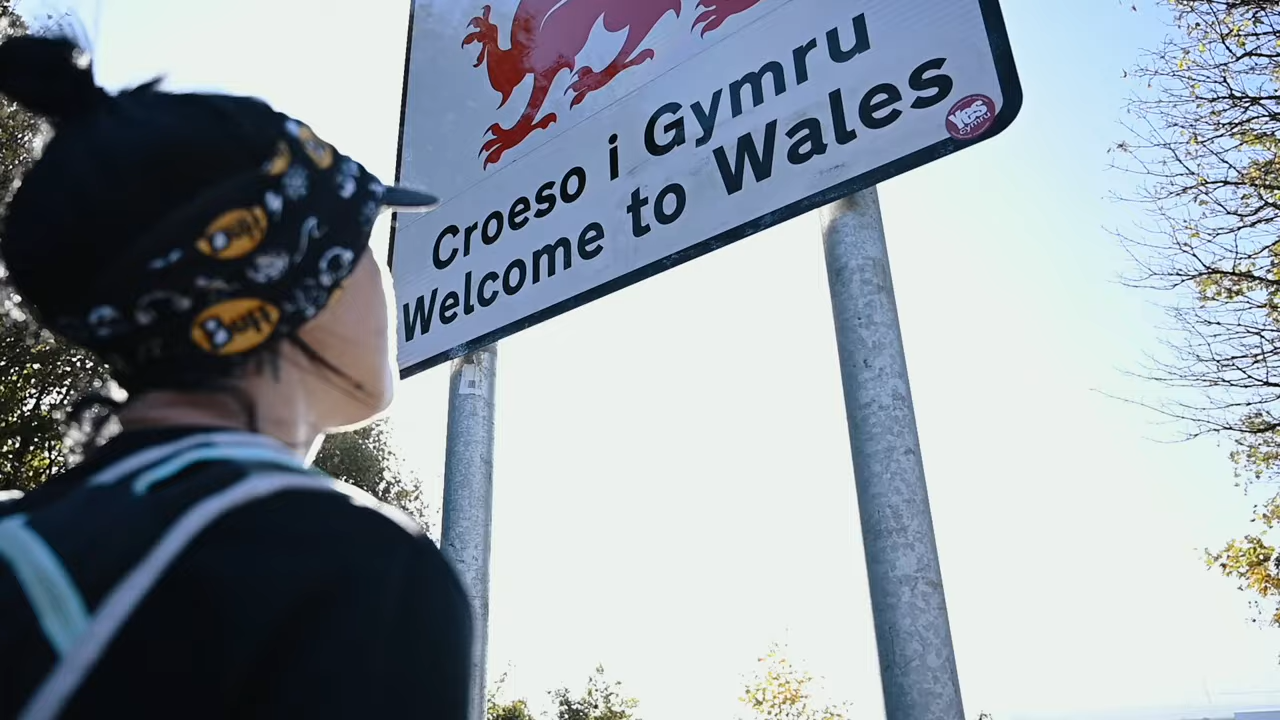 Croeso i Gymru
Welcome to Wales
Yes
cymru
Buff
Buff